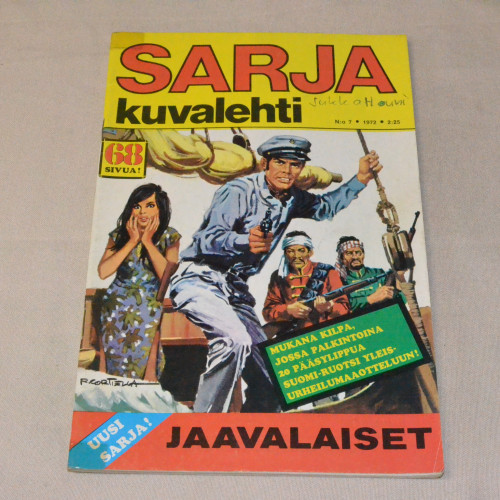 SARJA
kuvalehti
N:o 7 • 1973 • 2:25
68
SIVUA!
MUKANA KILPA,
JOSSA PALKINTOINA
20 PÄÄSYLIPPUA
SUOMI-RUOTSI YLEIS-
URHEILUMAAOTTELUUN!
UUSI
SARJA!
JAAVALAISET